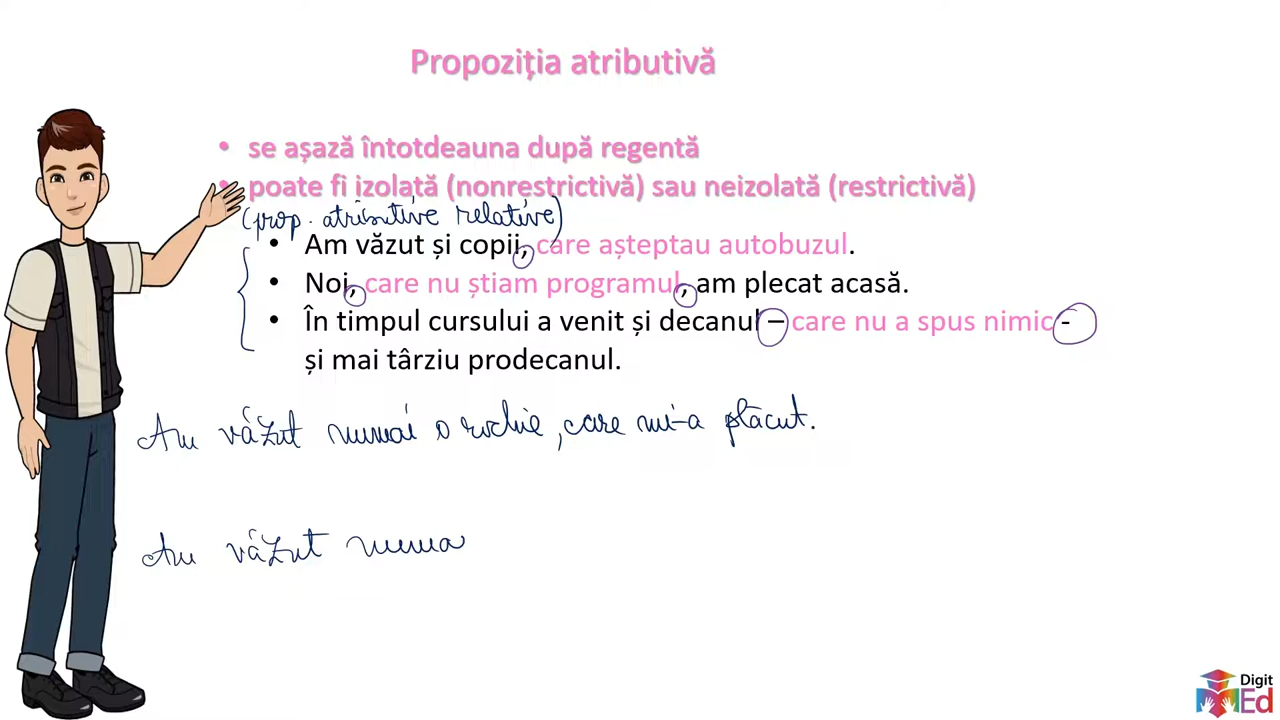 Propoziția atributivă
• se așază întotdeauna după regentă
• poate fi izolată (nonrestrictivă) sau neizolată (restrictivă)
(prop. atributive relative)
• Am văzut și copii, care așteptau autobuzul.
• Noi, care nu știam programul, am plecat acasă.
• În timpul cursului a venit și decanul – care nu a spus nimic -
și mai târziu prodecanul.
Am văzut numai o rochie, care mi-a plăcut.
Am văzut numa
Digit
Ed